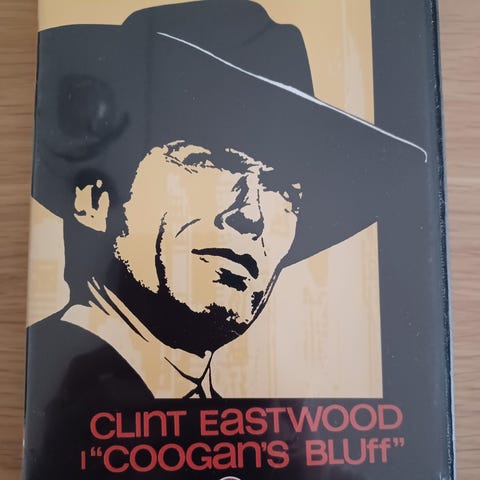 CLINT EASTWOOD
I "COOGAN'S BLUFF"